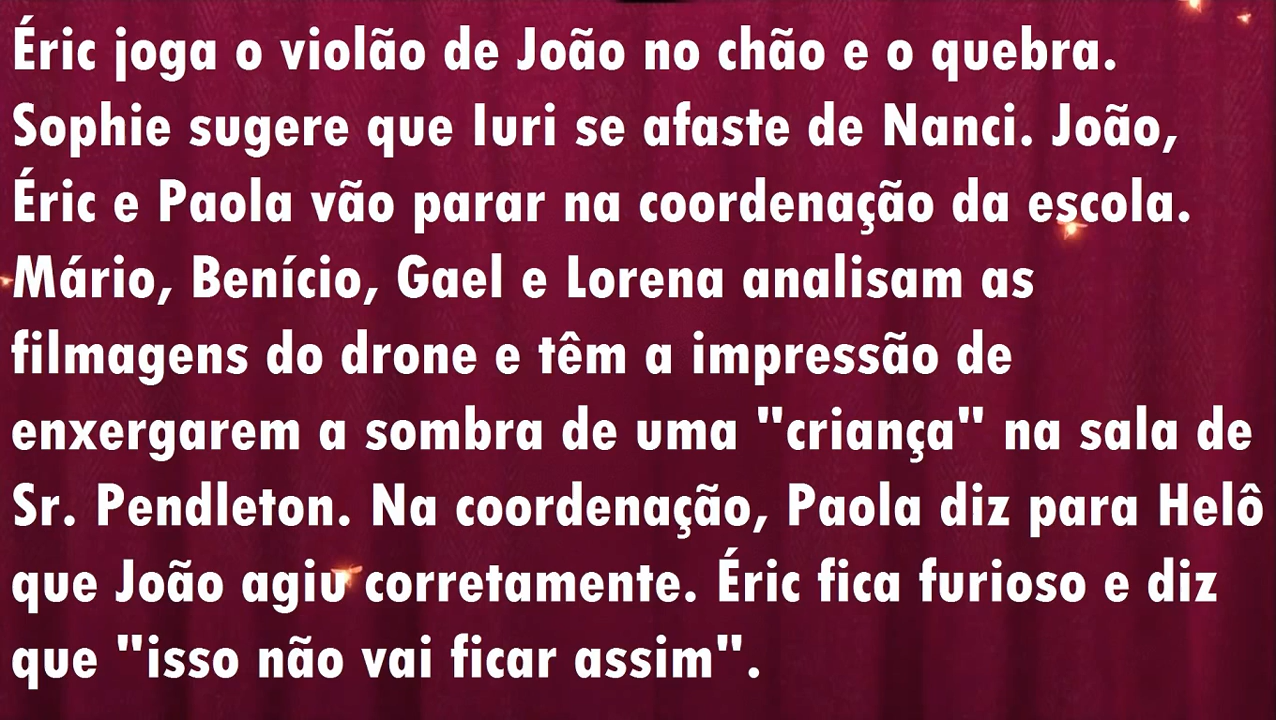 Éric joga o violão de João no chão e o quebra.
Sophie sugere que Iuri se afaste de Nanci. João,
Éric e Paola vão parar na coordenação da escola.
Mário, Benício, Gael e Lorena analisam as
filmagens do drone e têm a impressão de
enxergarem a sombra de uma "criança" na sala de
Sr. Pendleton. Na coordenação, Paola diz para Helô
que João agiu corretamente. Éric fica furioso e diz
que "isso não vai ficar assim".